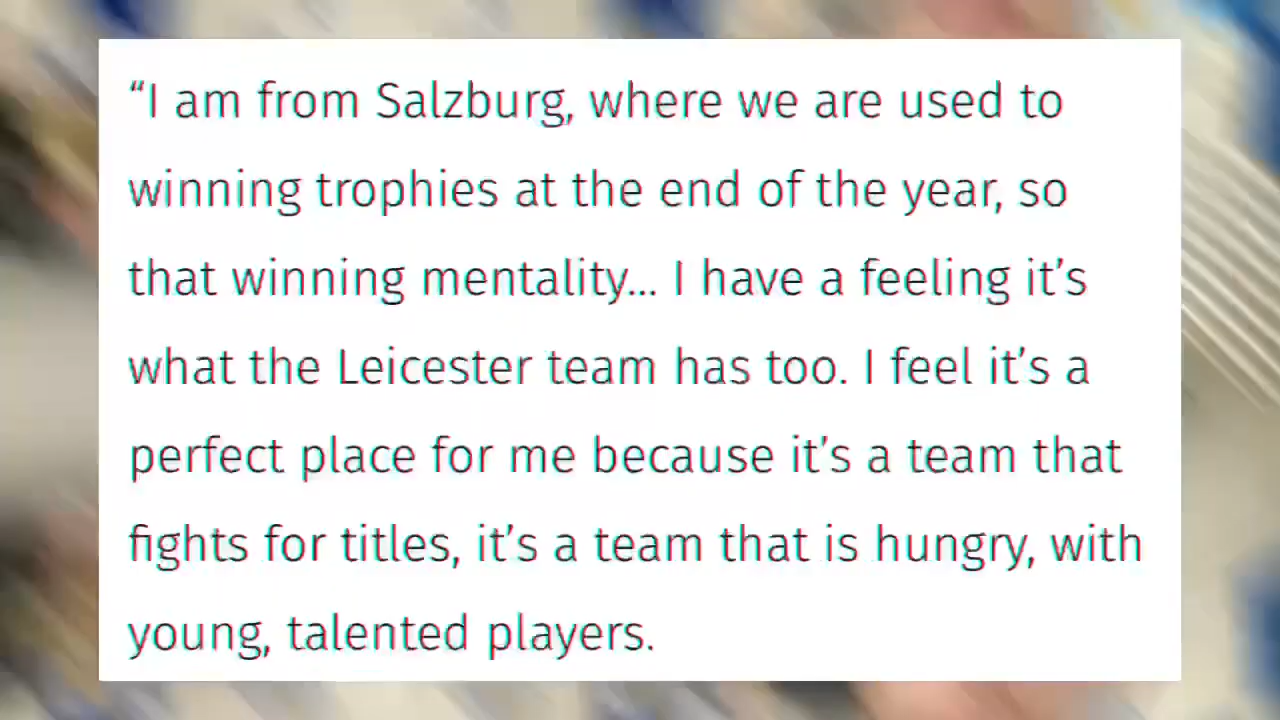 “I am from Salzburg, where we are used to
winning trophies at the end of the year, so
that winning mentality... I have a feeling it’s
what the Leicester team has too. I feel it’s a
perfect place for me because it’s a team that
fights for titles, it’s a team that is hungry, with
young, talented players.